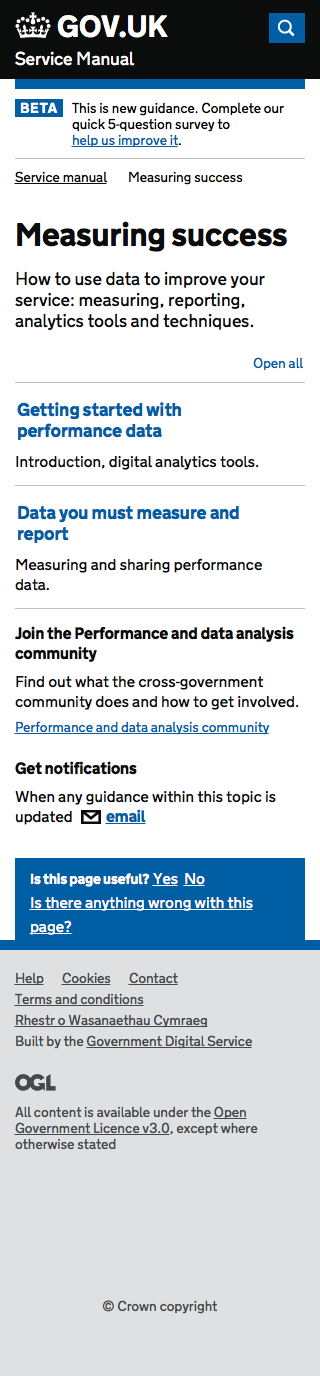 GOV.UK
Service Manual
BETA This is new guidance. Complete our
quick 5-question survey to
help us improve it.
Service manual Measuring success
Measuring success
How to use data to improve your
service: measuring, reporting,
analytics tools and techniques.
Open all
Getting started with
performance data
Introduction, digital analytics tools.
Data you must measure and
report
Measuring and sharing performance
data.
Join the Performance and data analysis
community
Find out what the cross-government
community does and how to get involved.
Performance and data analysis community
Get notifications
When any guidance within this topic is
updated email
Is this page useful? Yes No
Is there anything wrong with this
page?
Help Cookies Contact
Terms and conditions
Rhestr o Wasanaethau Cymraeg
Built by the Government Digital Service
OGL
All content is available under the Open
Government Licence v3.0, except where
otherwise stated
© Crown copyright